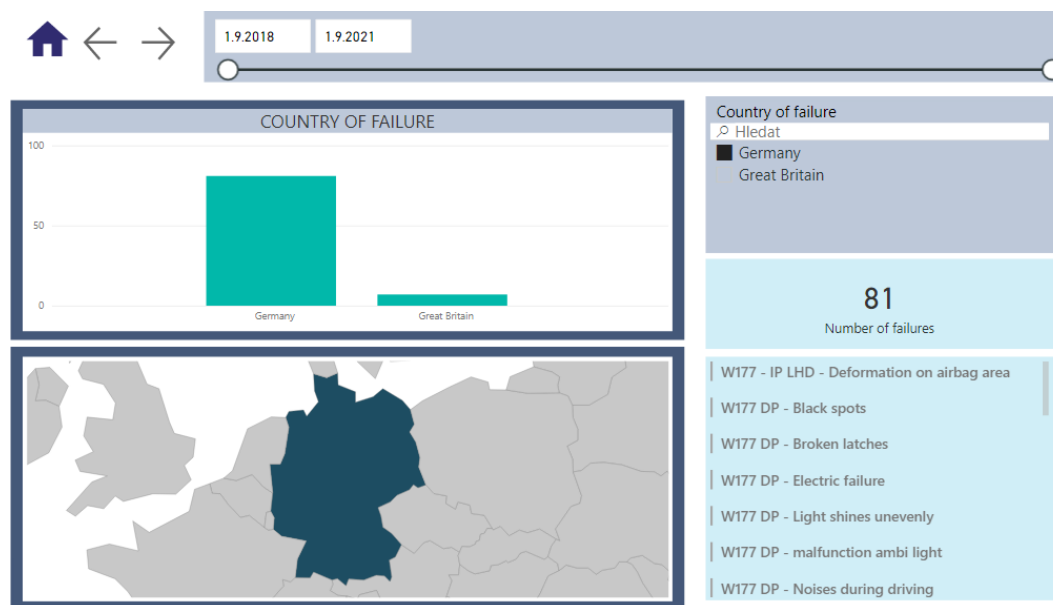 1.9.2018
1.9.2021
COUNTRY OF FAILURE
100
50
0
Germany
Great Britain
Country of failure
Hledat
Germany
Great Britain
81
Number of failures
W177 - IP LHD - Deformation on airbag area
W177 DP - Black spots
W177 DP - Broken latches
W177 DP - Electric failure
W177 DP - Light shines unevenly
W177 DP - malfunction ambi light
W177 DP - Noises during driving